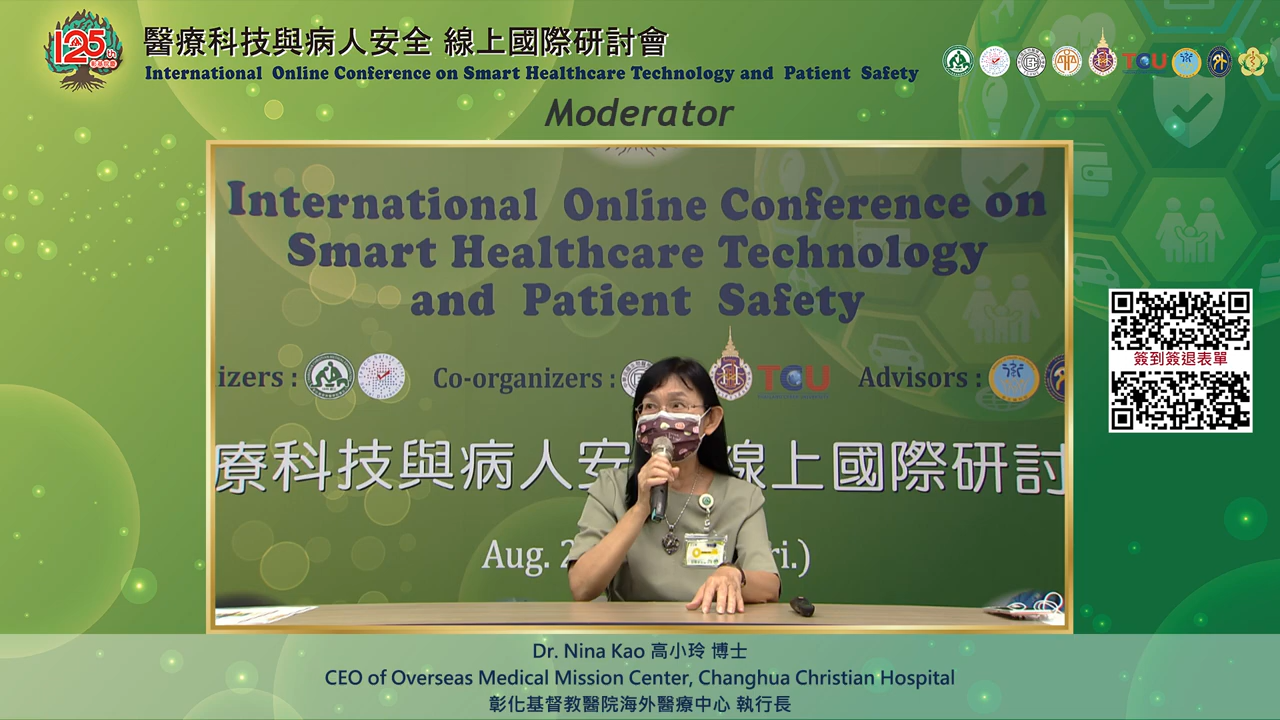 125th
醫療科技與病人安全 線上國際研討會
International Online Conference on Smart Healthcare Technology and Patient Safety
TCU
Moderator
International Online Conference on
Smart Healthcare Technology
and Patient Safety
izers :
Co-organizers :
TCU
Advisors :
療科技與病人安
線上國際研討
Aug. 2
ri.)
簽到簽退表單
Dr. Nina Kao 高小玲 博士
CEO of Overseas Medical Mission Center, Changhua Christian Hospital
彰化基督教醫院海外醫療中心 執行長